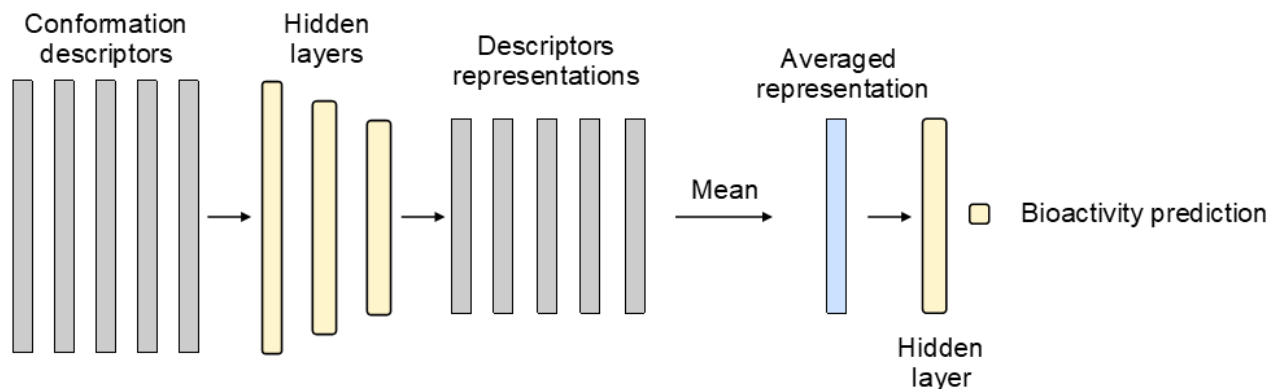 Conformation
descriptors
Hidden
layers
Descriptors
representations
Mean
Averaged
representation
Hidden
layer
Bioactivity prediction